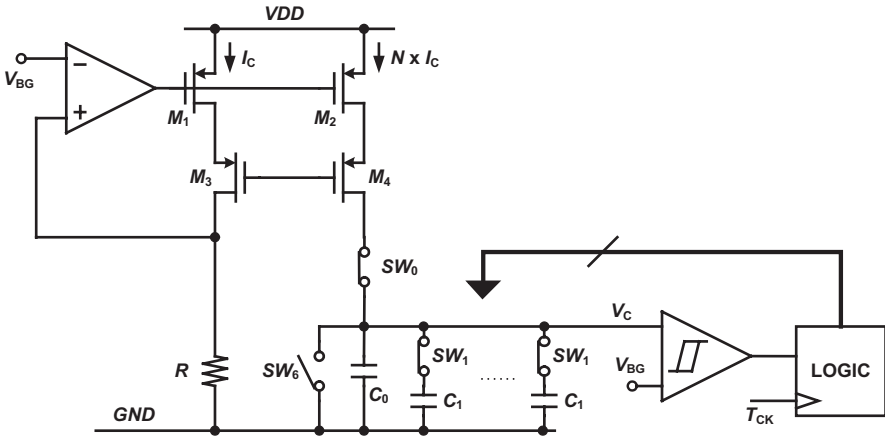 VDD
I_C
N x I_C
V_BG
−
+
M_1
M_2
M_3
M_4
SW_0
V_C
R
SW_6
C_0
SW_1
C_1
......
SW_1
C_1
V_BG
LOGIC
T_CK
GND